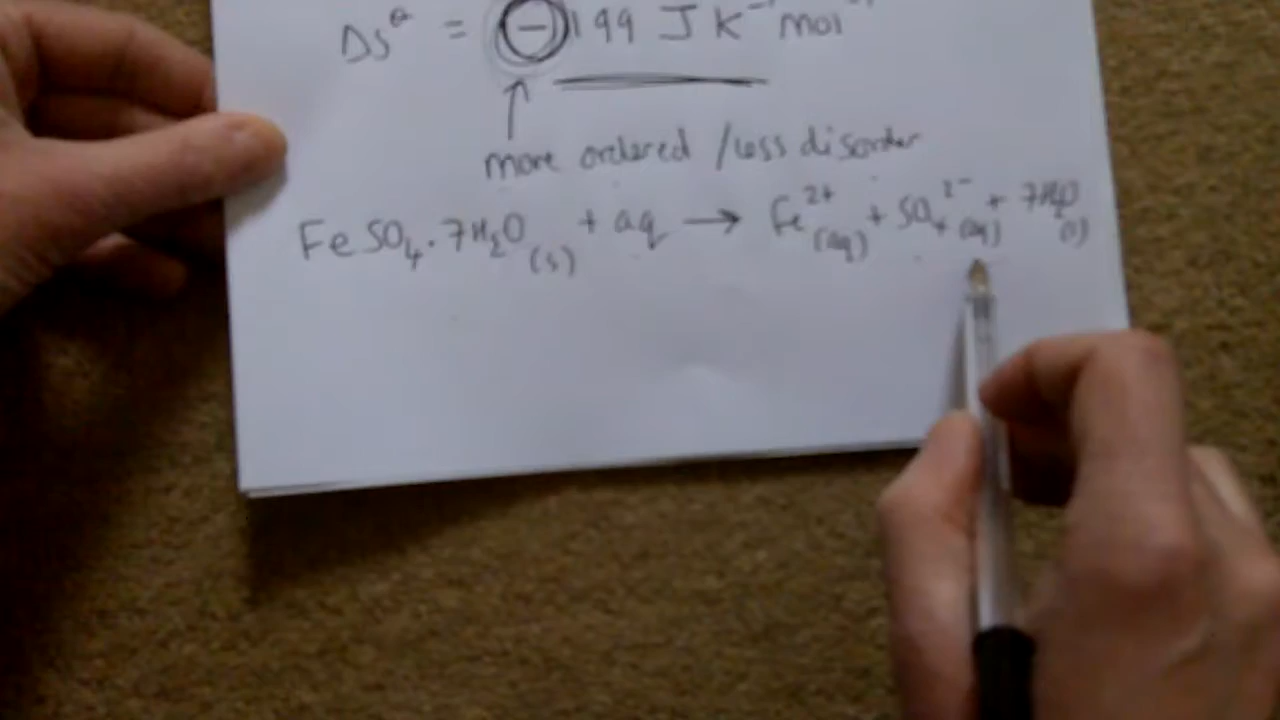 ΔS^θ = ⊖199 J K⁻¹ mol⁻¹
more ordered / less disorder
FeSO₄.7H₂O(s) + aq → Fe²⁺(aq) + SO₄²⁻(aq) + 7H₂O(l)